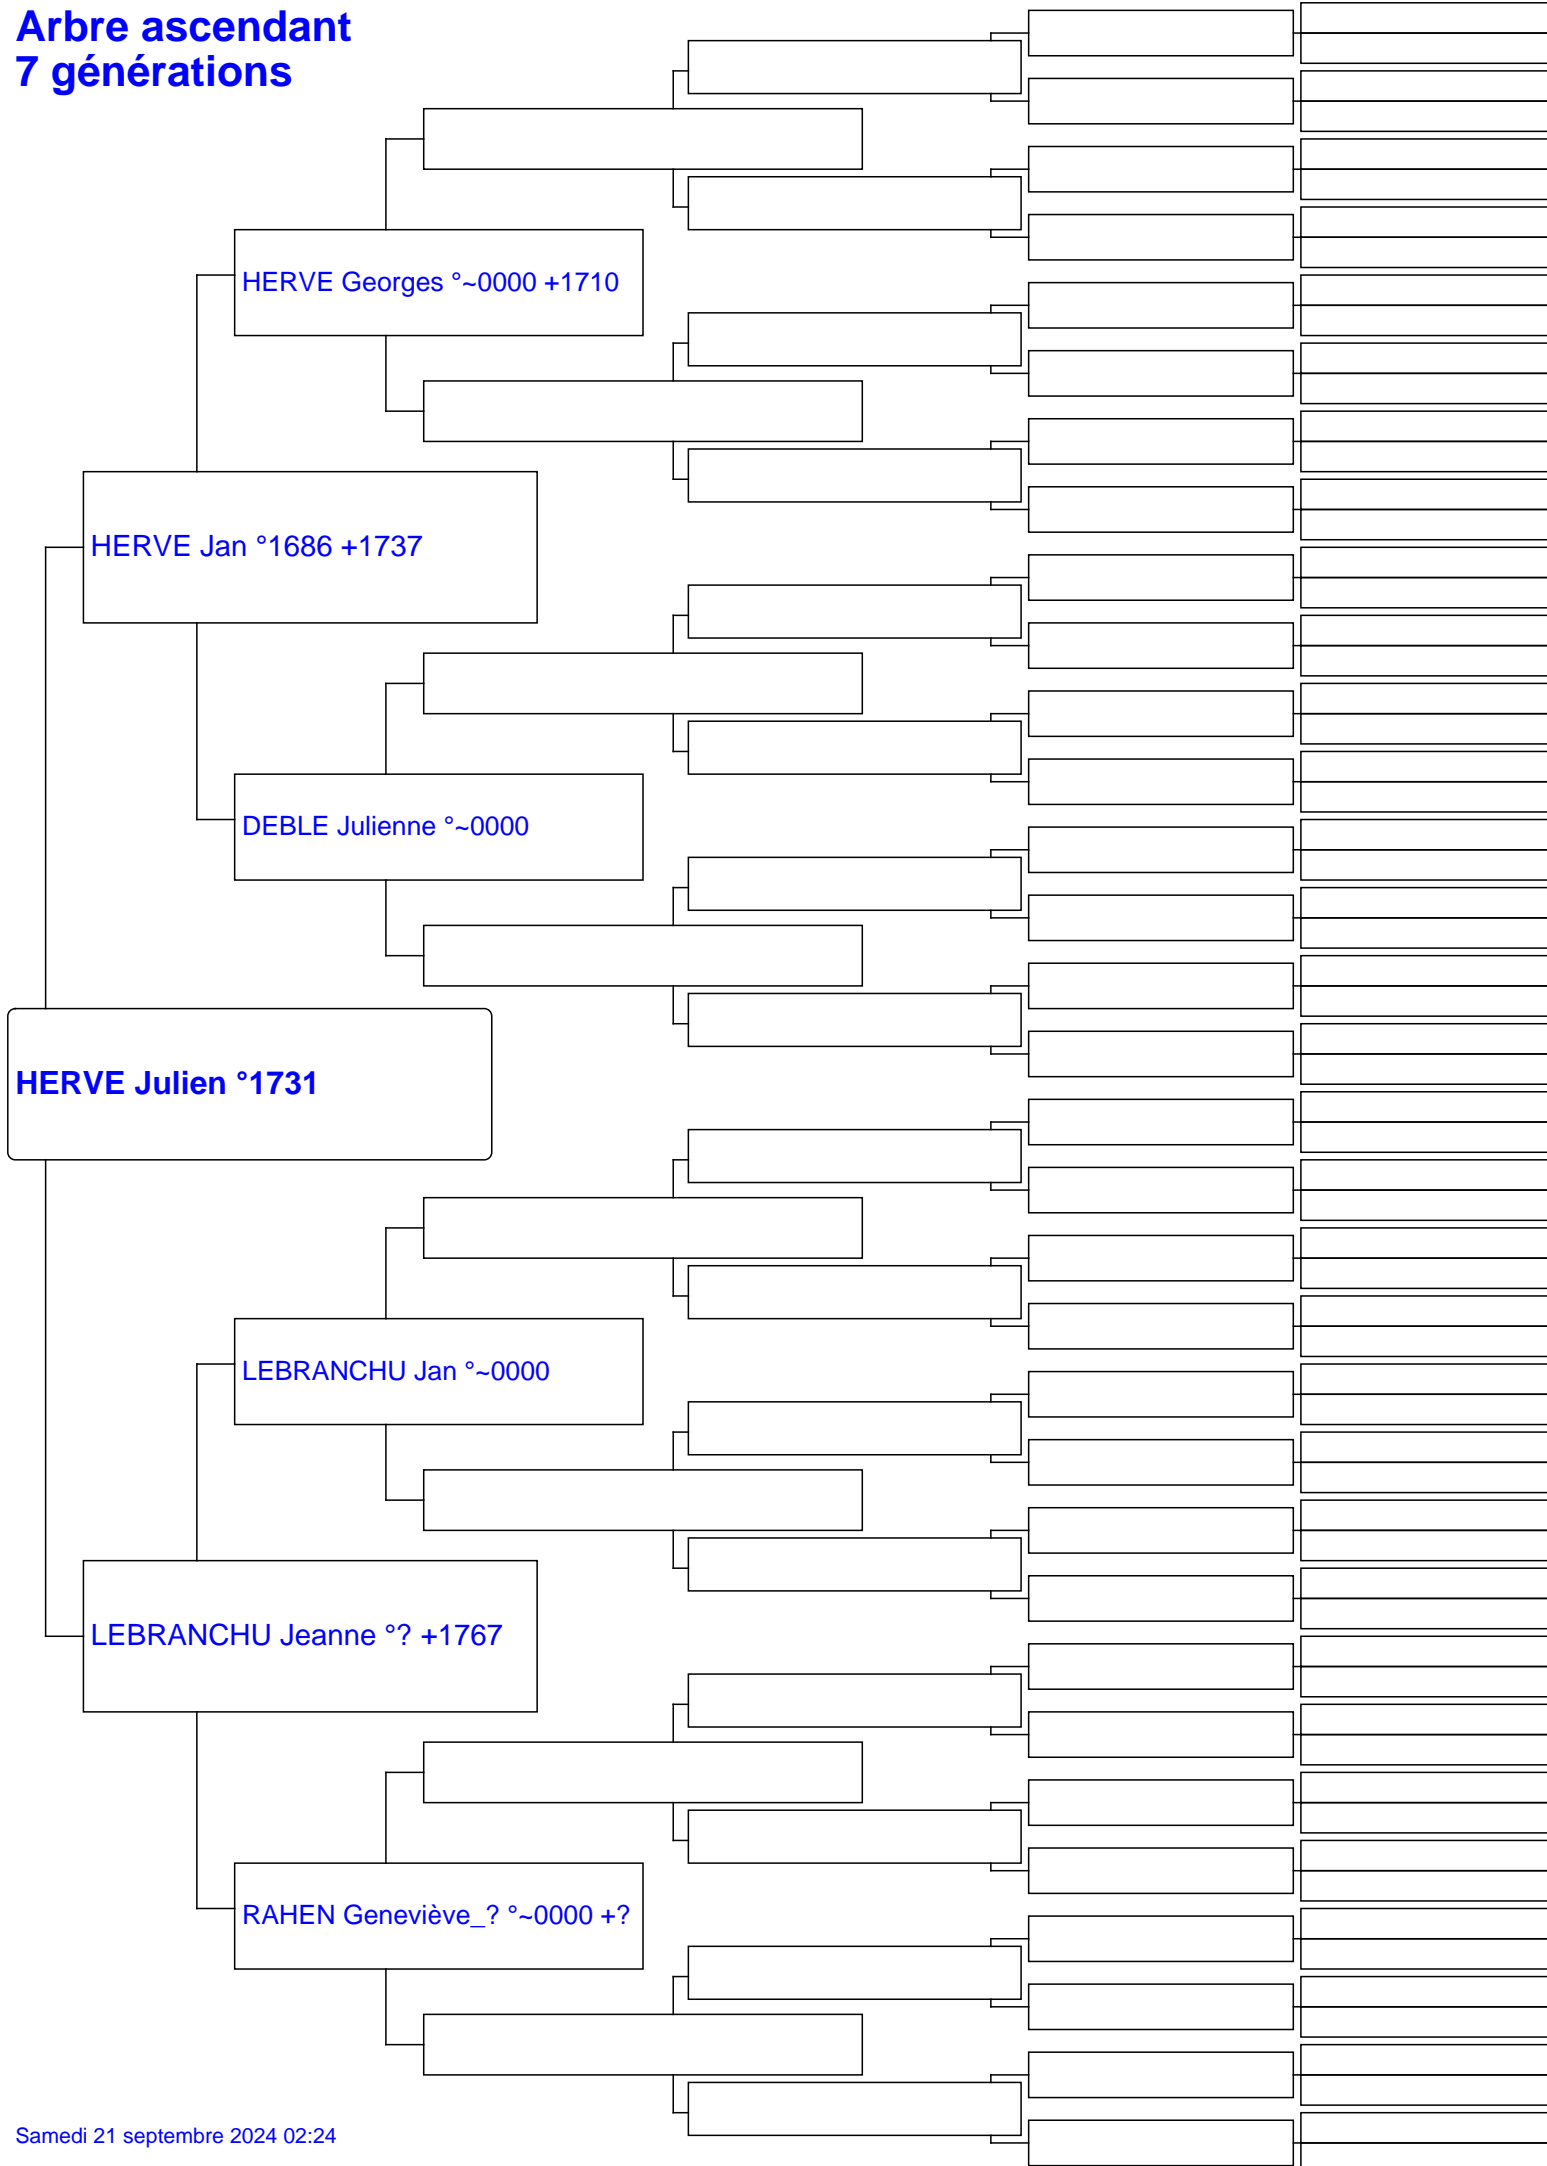 Arbre ascendant
7 générations
HERVE Georges °~0000 +1710
HERVE Jan °1686 +1737
DEBLE Julienne °~0000
HERVE Julien °1731
LEBRANCHU Jan °~0000
LEBRANCHU Jeanne °? +1767
RAHEN Geneviève_? °~0000 +?
Samedi 21 septembre 2024 02:24